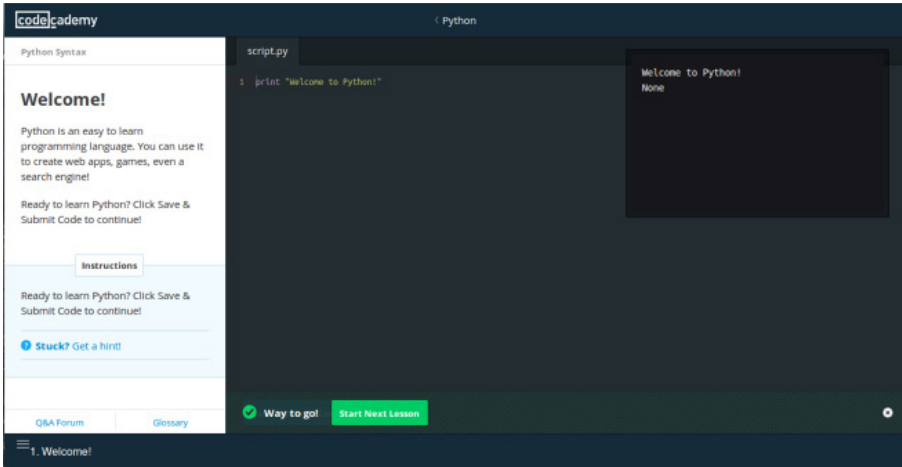 codecademy
‹ Python
Python Syntax
Welcome!
Python is an easy to learn
programming language. You can use it
to create web apps, games, even a
search engine!
Ready to learn Python? Click Save &
Submit Code to continue!
Instructions
Ready to learn Python? Click Save &
Submit Code to continue!
? Stuck? Get a hint!
Q&A Forum
Glossary
script.py
1 print "Welcome to Python!"
Welcome to Python!
None
Way to go!
Start Next Lesson
1. Welcome!